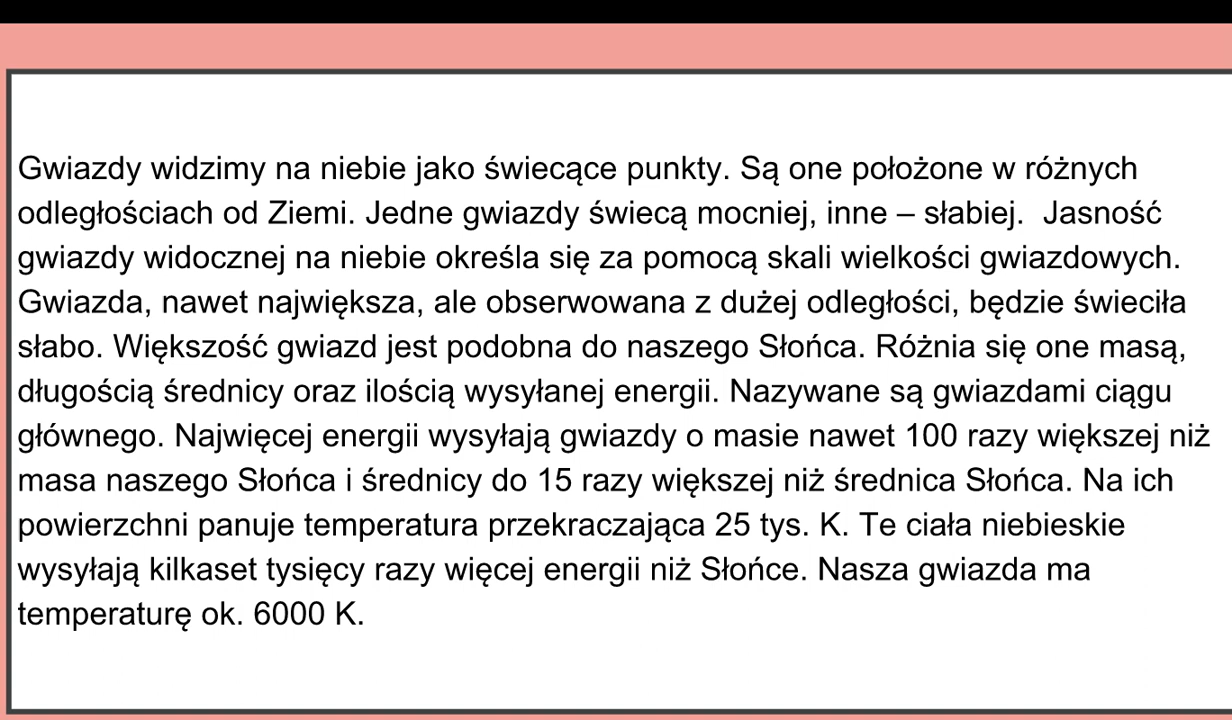 Gwiazdy widzimy na niebie jako świecące punkty. Są one położone w różnych
odległościach od Ziemi. Jedne gwiazdy świecą mocniej, inne – słabiej.  Jasność
gwiazdy widocznej na niebie określa się za pomocą skali wielkości gwiazdowych.
Gwiazda, nawet największa, ale obserwowana z dużej odległości, będzie świeciła
słabo. Większość gwiazd jest podobna do naszego Słońca. Różnia się one masą,
długością średnicy oraz ilością wysyłanej energii. Nazywane są gwiazdami ciągu
głównego. Najwięcej energii wysyłają gwiazdy o masie nawet 100 razy większej niż
masa naszego Słońca i średnicy do 15 razy większej niż średnica Słońca. Na ich
powierzchni panuje temperatura przekraczająca 25 tys. K. Te ciała niebieskie
wysyłają kilkaset tysięcy razy więcej energii niż Słońce. Nasza gwiazda ma
temperaturę ok. 6000 K.